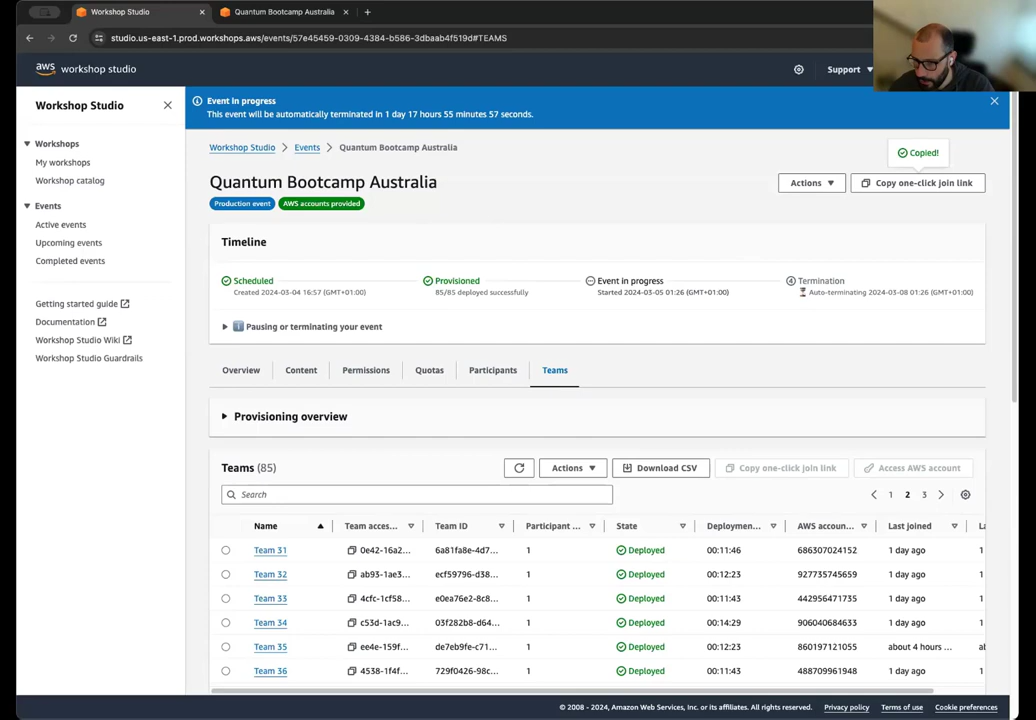 Workshop Studio
Quantum Bootcamp Australia
studio.us-east-1.prod.workshops.aws/events/57e45459-0309-4384-b586-3dbaab4f519d#TEAMS
aws workshop studio
Support
Workshop Studio
Workshops
My workshops
Workshop catalog
Events
Active events
Upcoming events
Completed events
Getting started guide
Documentation
Workshop Studio Wiki
Workshop Studio Guardrails
Event in progress
This event will be automatically terminated in 1 day 17 hours 55 minutes 57 seconds.
Workshop Studio > Events > Quantum Bootcamp Australia
Copied!
Quantum Bootcamp Australia
Actions
Copy one-click join link
Production event
AWS accounts provided
Timeline
Scheduled
Created 2024-03-04 16:57 (GMT+01:00)
Provisioned
85/85 deployed successfully
Event in progress
Started 2024-03-05 01:26 (GMT+01:00)
4 Termination
Auto-terminating 2024-03-08 01:26 (GMT+01:00)
Pausing or terminating your event
Overview Content Permissions Quotas Participants Teams
Provisioning overview
Teams (85)
Actions
Download CSV
Copy one-click join link
Access AWS account
Search
1 2 3
Name Team acces... Team ID Participant ... State Deploymen... AWS accoun... Last joined La
Team 31 0e42-16a2... 6a81fa8e-4d7... 1 Deployed 00:11:46 686307024152 1 day ago 1
Team 32 ab93-1ae3... ecf59796-d38... 1 Deployed 00:12:23 927735745659 1 day ago 1
Team 33 4cfc-1cf58... e0ea76e2-8c8... 1 Deployed 00:11:43 442956471735 1 day ago 1
Team 34 c53d-1ac9... 03f282b8-d64... 1 Deployed 00:14:29 906040684633 1 day ago 1
Team 35 ee4e-159f... de7eb9fe-c71... 1 Deployed 00:12:23 860197121055 about 4 hours ... al
Team 36 4538-1f4f... 729f0426-98c... 1 Deployed 00:11:43 488709961948 1 day ago 1
© 2008 - 2024, Amazon Web Services, Inc. or its affiliates. All rights reserved. Privacy policy Terms of use Cookie preferences